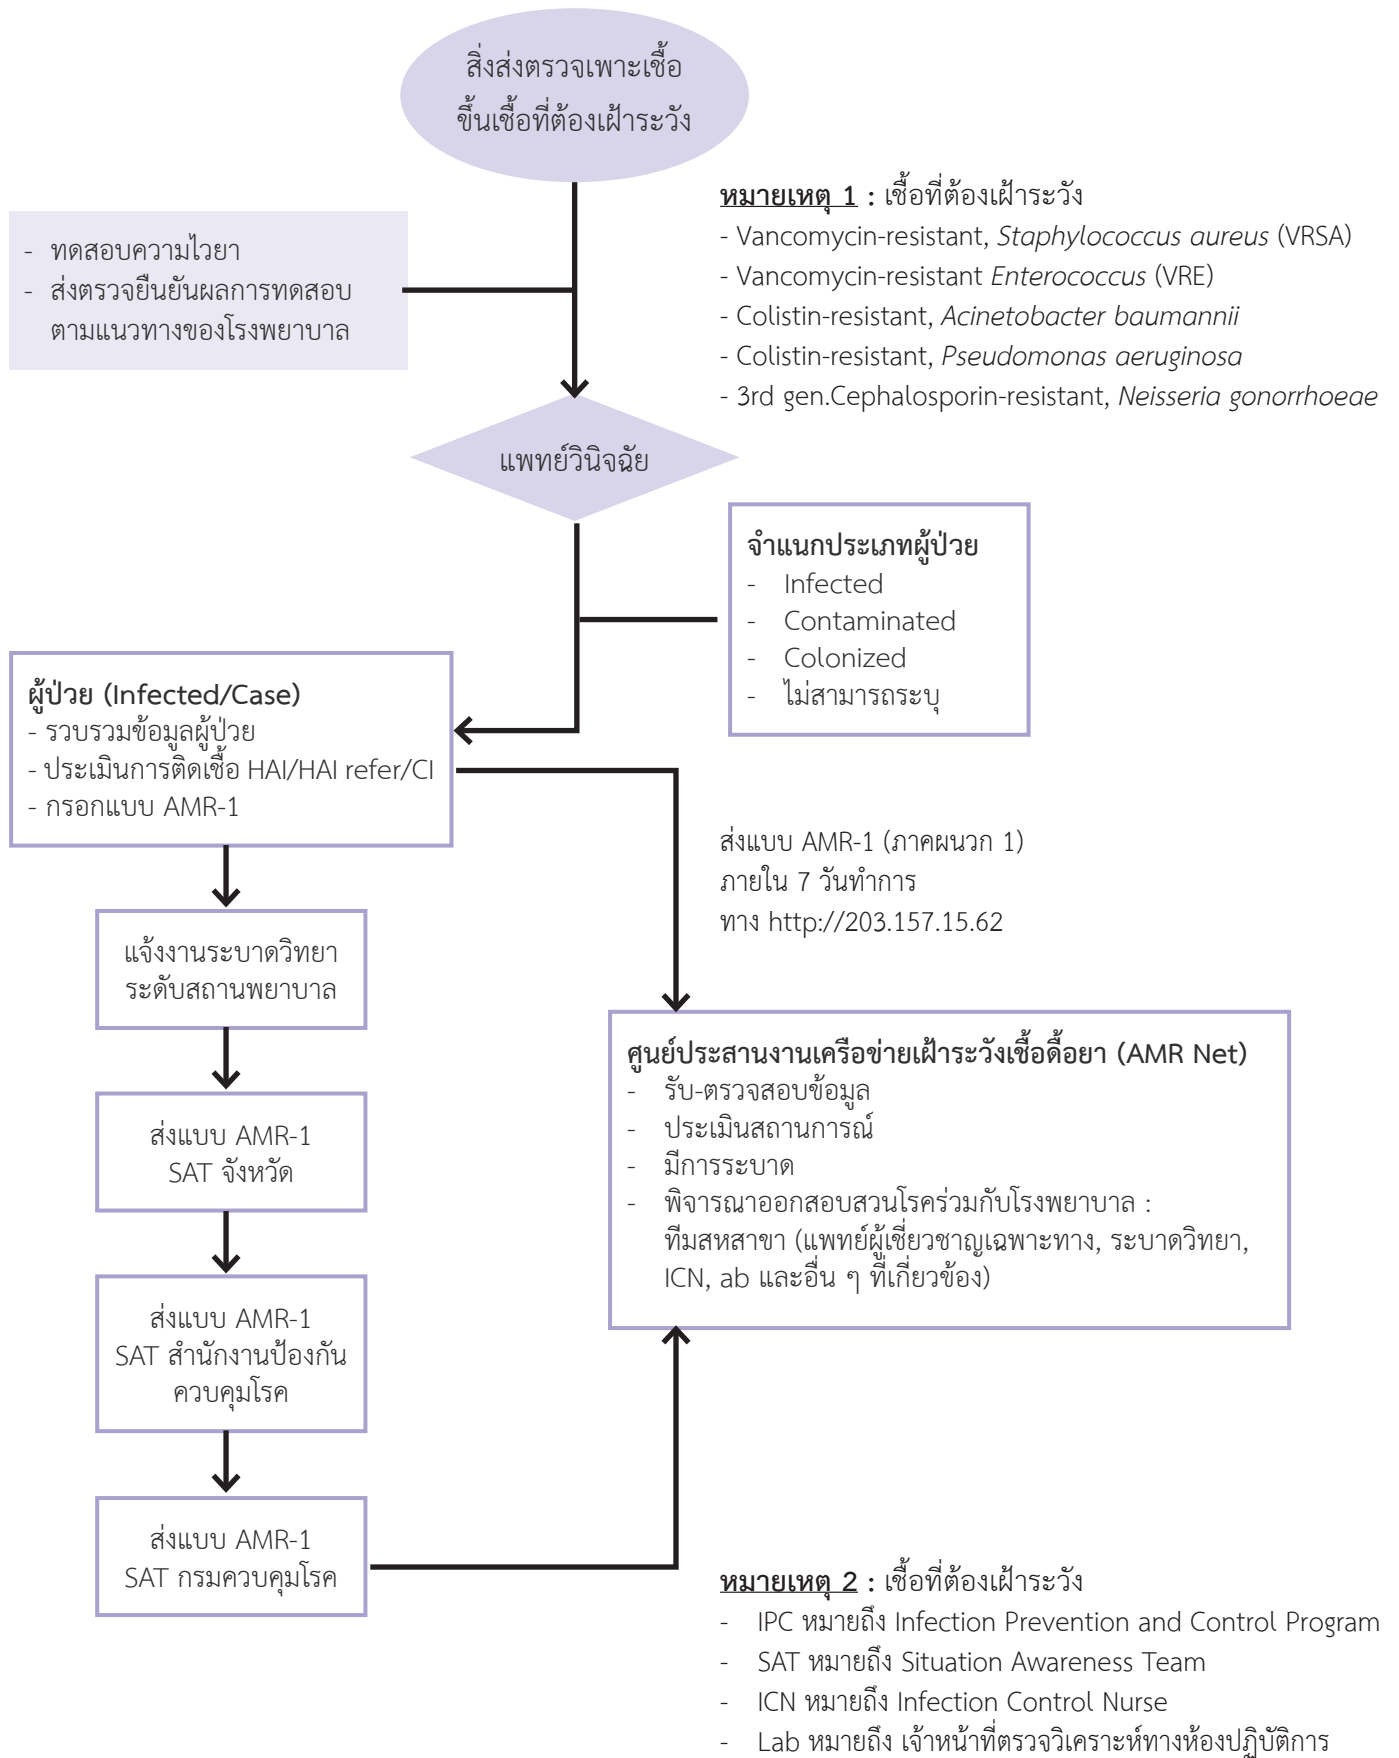 สิ่งส่งตรวจเพาะเชื้อ
ขึ้นเชื้อที่ต้องเฝ้าระวัง
หมายเหตุ 1 : เชื้อที่ต้องเฝ้าระวัง
- Vancomycin-resistant, Staphylococcus aureus (VRSA)
- Vancomycin-resistant Enterococcus (VRE)
- Colistin-resistant, Acinetobacter baumannii
- Colistin-resistant, Pseudomonas aeruginosa
- 3rd gen.Cephalosporin-resistant, Neisseria gonorrhoeae
- ทดสอบความไวยา
- ส่งตรวจยืนยันผลการทดสอบ
ตามแนวทางของโรงพยาบาล
แพทย์วินิจฉัย
จำแนกประเภทผู้ป่วย
- Infected
- Contaminated
- Colonized
- ไม่สามารถระบุ
ผู้ป่วย (Infected/Case)
- รวบรวมข้อมูลผู้ป่วย
- ประเมินการติดเชื้อ HAI/HAI refer/CI
- กรอกแบบ AMR-1
ส่งแบบ AMR-1 (ภาคผนวก 1)
ภายใน 7 วันทำการ
ทาง http://203.157.15.62
แจ้งงานระบาดวิทยา
ระดับสถานพยาบาล
ส่งแบบ AMR-1
SAT จังหวัด
ส่งแบบ AMR-1
SAT สำนักงานป้องกัน
ควบคุมโรค
ส่งแบบ AMR-1
SAT กรมควบคุมโรค
ศูนย์ประสานงานเครือข่ายเฝ้าระวังเชื้อดื้อยา (AMR Net)
- รับ-ตรวจสอบข้อมูล
- ประเมินสถานการณ์
- มีการระบาด
- พิจารณาออกสอบสวนโรคร่วมกับโรงพยาบาล :
ทีมสหสาขา (แพทย์ผู้เชี่ยวชาญเฉพาะทาง, ระบาดวิทยา,
ICN, ab และอื่น ๆ ที่เกี่ยวข้อง)
หมายเหตุ 2 : เชื้อที่ต้องเฝ้าระวัง
- IPC หมายถึง Infection Prevention and Control Program
- SAT หมายถึง Situation Awareness Team
- ICN หมายถึง Infection Control Nurse
- Lab หมายถึง เจ้าหน้าที่ตรวจวิเคราะห์ทางห้องปฏิบัติการ